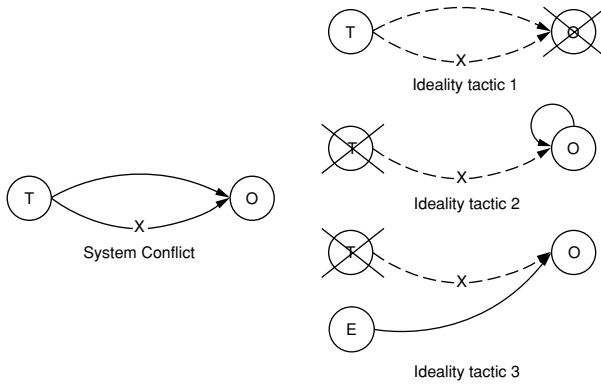 T O
X
System Conflict
T O
X
Ideality tactic 1
T O
X
Ideality tactic 2
T O
X
E
Ideality tactic 3